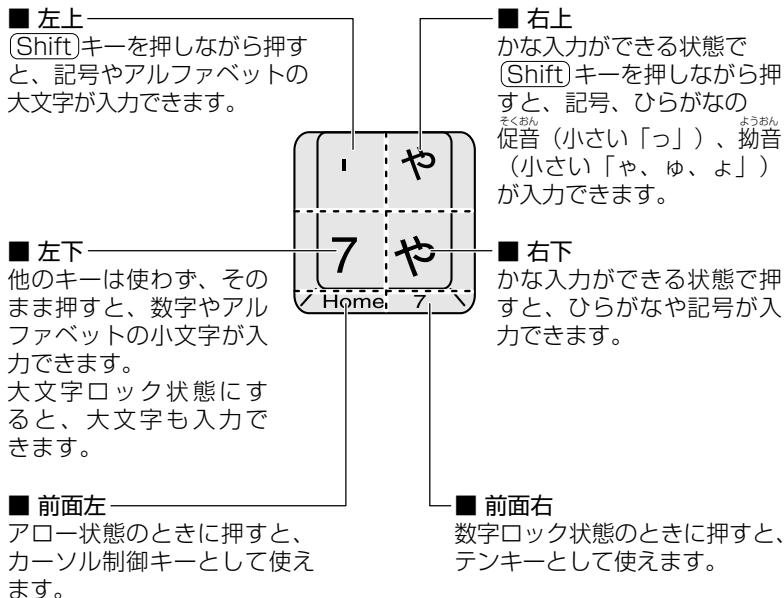 ■ 左上
Shiftキーを押しながら押す
と、記号やアルファベットの
大文字が入力できます。
■ 右上
かな入力ができる状態で
Shiftキーを押しながら押
すと、記号、ひらがなの
そくおん ようおん
促音（小さい「っ」）、拗音
（小さい「ゃ、ゅ、ょ」）
が入力できます。
' ゃ
7 や
Home 7
■ 左下
他のキーは使わず、その
まま押すと、数字やアル
ファベットの小文字が入
力できます。
大文字ロック状態にす
ると、大文字も入力で
きます。
■ 右下
かな入力ができる状態で押
すと、ひらがなや記号が入
力できます。
■ 前面左
アロー状態のときに押すと、
カーソル制御キーとして使え
ます。
■ 前面右
数字ロック状態のときに押すと、
テンキーとして使えます。